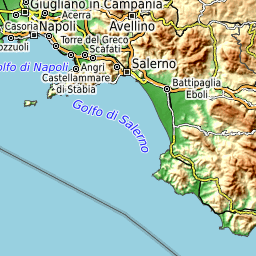 Giugliano in Campania
Acerra
Avellino
Casoria
Napoli
Pozzuoli
Torre del Greco
Scafati
Golfo di Napoli
Angri
Salerno
Castellammare
di Stabia
Battipaglia
Eboli
Golfo di Salerno